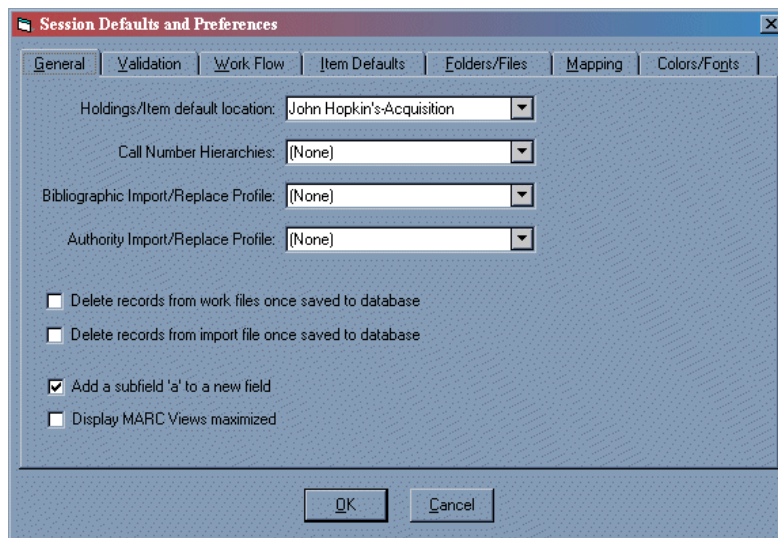 Session Defaults and Preferences
General Validation Work Flow Item Defaults Folders/Files Mapping Colors/Fonts
Holdings/Item default location: John Hopkin's-Acquisition
Call Number Hierarchies: (None)
Bibliographic Import/Replace Profile: (None)
Authority Import/Replace Profile: (None)
Delete records from work files once saved to database
Delete records from import file once saved to database
Add a subfield 'a' to a new field
Display MARC Views maximized
OK Cancel